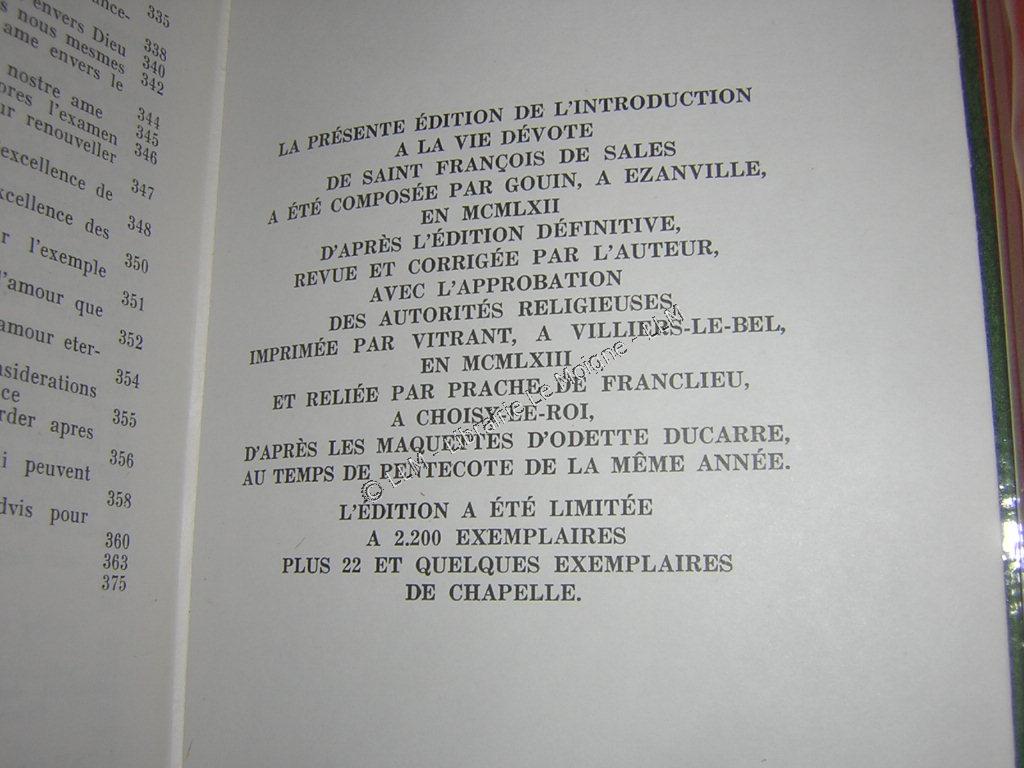 335
envers Dieu 338
nous mesmes 340
ame envers le 342
nostre ame 344
l'examen 345
renouveller 346
excellence de 347
des 348
l'exemple 350
l'amour que 351
amour eter- 352
354
apres 355
peuvent 356
pour 358
360
363
375
LA PRÉSENTE ÉDITION DE L'INTRODUCTION
A LA VIE DÉVOTE
DE SAINT FRANÇOIS DE SALES
A ÉTÉ COMPOSÉE PAR GOUIN, A EZANVILLE,
EN MCMLXII
D'APRÈS L'ÉDITION DÉFINITIVE,
REVUE ET CORRIGÉE PAR L'AUTEUR,
AVEC L'APPROBATION
DES AUTORITÉS RELIGIEUSES,
IMPRIMÉE PAR VITRANT, A VILLIERS-LE-BEL,
EN MCMLXIII
ET RELIÉE PAR PRACHE DE FRANCLIEU,
A CHOISY-LE-ROI,
D'APRÈS LES MAQUETTES D'ODETTE DUCARRE,
AU TEMPS DE PENTECOTE DE LA MÊME ANNÉE.
L'ÉDITION A ÉTÉ LIMITÉE
A 2.200 EXEMPLAIRES
PLUS 22 ET QUELQUES EXEMPLAIRES
DE CHAPELLE.
© LLM - Librairie Le Moigne - LLM